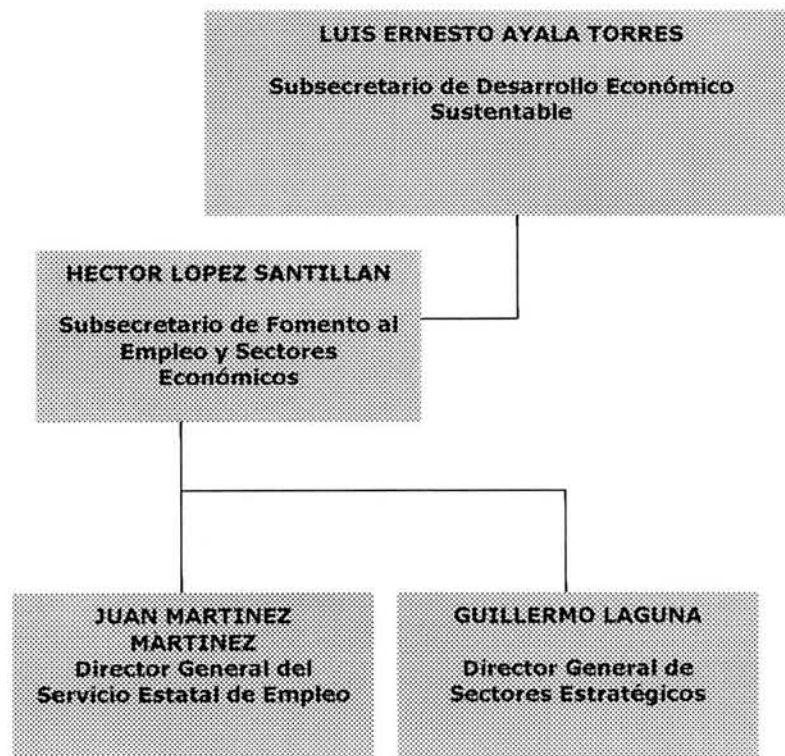 LUIS ERNESTO AYALA TORRES
Subsecretario de Desarrollo Económico
Sustentable
HECTOR LOPEZ SANTILLAN
Subsecretario de Fomento al
Empleo y Sectores
Económicos
JUAN MARTINEZ
MARTINEZ
Director General del
Servicio Estatal de Empleo
GUILLERMO LAGUNA
Director General de
Sectores Estratégicos